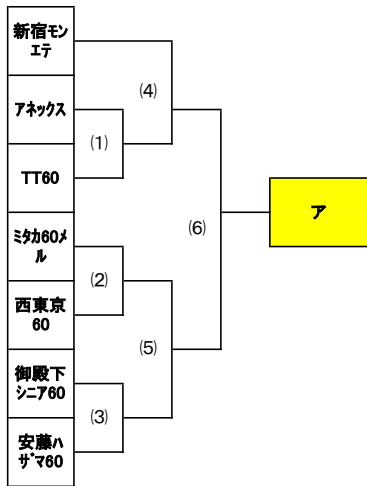 新宿モン
エテ
(4)
アネックス
(1)
TT60
(6)
ア
ミタカ60メ
ル
(2)
西東京
60
(5)
御殿下
シニア60
(3)
安藤ハ
ザマ60